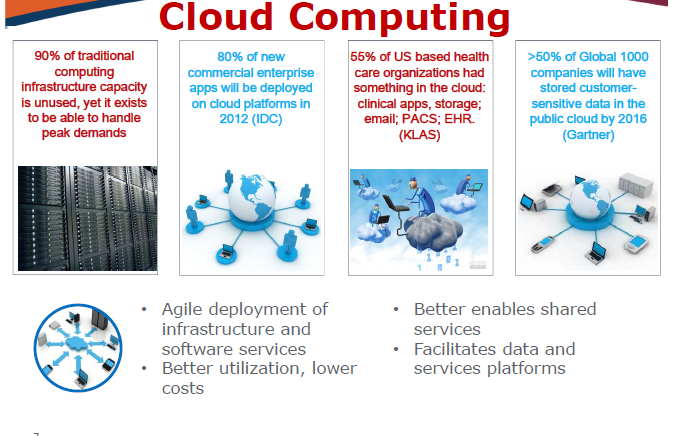 Cloud Computing
90% of traditional
computing
infrastructure capacity
is unused, yet it exists
to be able to handle
peak demands
80% of new
commercial enterprise
apps will be deployed
on cloud platforms in
2012 (IDC)
55% of US based health
care organizations had
something in the cloud:
clinical apps, storage;
email; PACS; EHR.
(KLAS)
>50% of Global 1000
companies will have
stored customer-
sensitive data in the
public cloud by 2016
(Gartner)
• Agile deployment of
infrastructure and
software services
• Better utilization, lower
costs
• Better enables shared
services
• Facilitates data and
services platforms